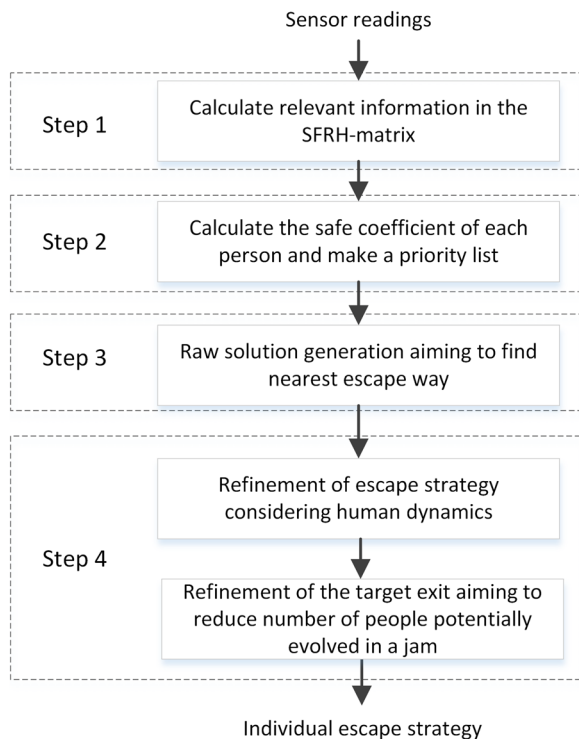 Sensor readings
Step 1
Calculate relevant information in the
SFRH-matrix
Step 2
Calculate the safe coefficient of each
person and make a priority list
Step 3
Raw solution generation aiming to find
nearest escape way
Step 4
Refinement of escape strategy
considering human dynamics
Refinement of the target exit aiming to
reduce number of people potentially
evolved in a jam
Individual escape strategy